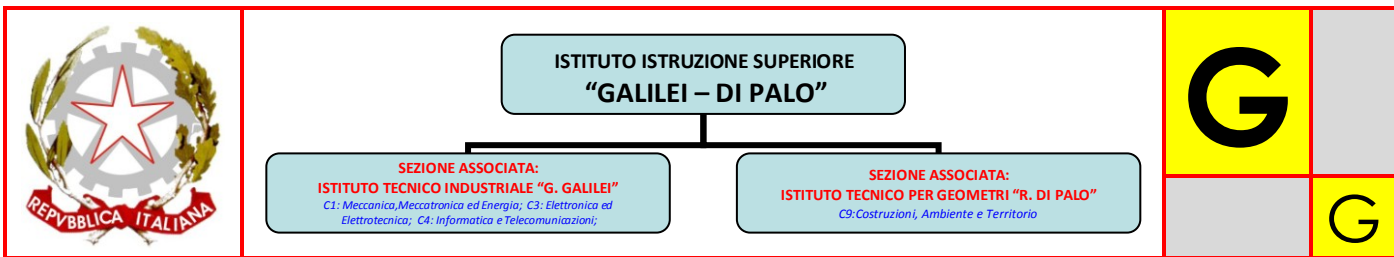 REPVBBLICA ITALIANA
ISTITUTO ISTRUZIONE SUPERIORE
“GALILEI – DI PALO”
SEZIONE ASSOCIATA:
ISTITUTO TECNICO INDUSTRIALE “G. GALILEI”
C1: Meccanica,Meccatronica ed Energia; C3: Elettronica ed
Elettrotecnica; C4: Informatica e Telecomunicazioni;
SEZIONE ASSOCIATA:
ISTITUTO TECNICO PER GEOMETRI “R. DI PALO”
C9:Costruzioni, Ambiente e Territorio
G
G